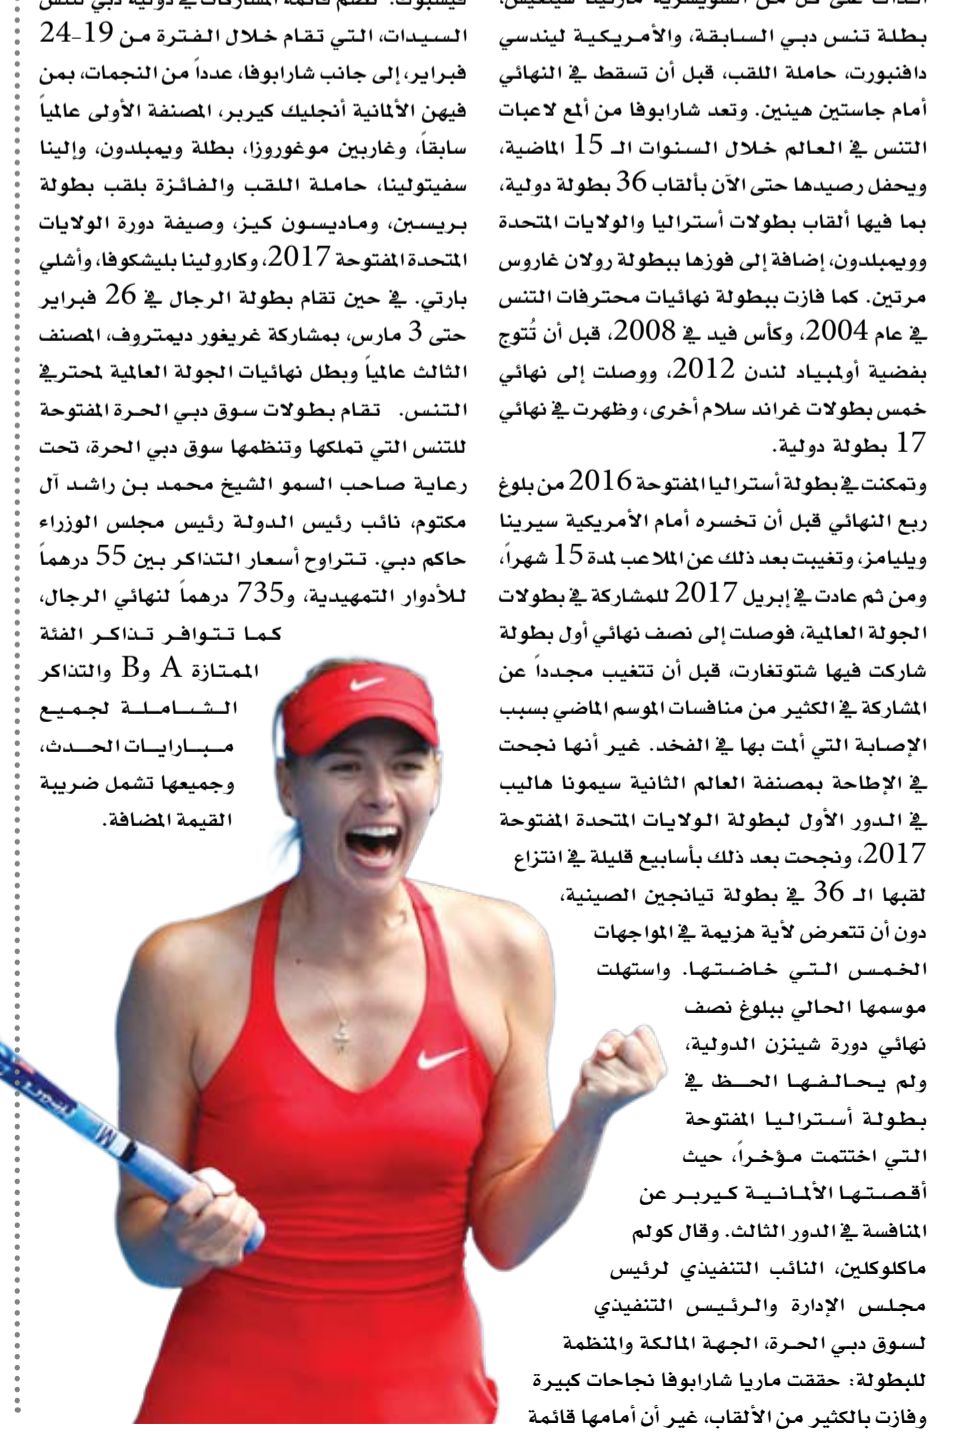 بطلة تنس دبي السابقة، والأمريكية ليندسي
دافنبورت، حاملة اللقب، قبل أن تسقط في النهائي
أمام جاستين هينين. وتعد شارابوفا من ألمع لاعبات
التنس في العالم خلال السنوات الـ 15 الماضية،
ويحفل رصيدها حتى الآن بألقاب 36 بطولة دولية،
بما فيها ألقاب بطولات أستراليا والولايات المتحدة
وويمبلدون، إضافة إلى فوزها ببطولة رولان غاروس
مرتين. كما فازت ببطولة نهائيات محترفات التنس
في عام 2004، وكأس فيد في 2008، قبل أن تُتوج
بفضية أولمبياد لندن 2012، ووصلت إلى نهائي
خمس بطولات غراند سلام أخرى، وظهرت في نهائي
17 بطولة دولية.
وتمكنت في بطولة أستراليا المفتوحة 2016 من بلوغ
ربع النهائي قبل أن تخسره أمام الأمريكية سيرينا
ويليامز، وتغيبت بعد ذلك عن الملاعب لمدة 15 شهراً،
ومن ثم عادت في إبريل 2017 للمشاركة في بطولات
الجولة العالمية، فوصلت إلى نصف نهائي أول بطولة
شاركت فيها شتوتغارت، قبل أن تتغيب مجدداً عن
المشاركة في الكثير من منافسات الموسم الماضي بسبب
الإصابة التي ألمت بها في الفخد. غير أنها نجحت
في الإطاحة بمصنفة العالم الثانية سيمونا هاليب
في الدور الأول لبطولة الولايات المتحدة المفتوحة
2017، ونجحت بعد ذلك بأسابيع قليلة في انتزاع
لقبها الـ 36 في بطولة تيانجين الصينية،
دون أن تتعرض لأية هزيمة في المواجهات
الخمس التي خاضتها. واستهلت
موسمها الحالي ببلوغ نصف
نهائي دورة شينزن الدولية،
ولم يحالفها الحظ في
بطولة أستراليا المفتوحة
التي اختتمت مؤخراً، حيث
أقصتها الألمانية كيربر عن
المنافسة في الدور الثالث. وقال كولم
ماكلوكلين، النائب التنفيذي لرئيس
مجلس الإدارة والرئيس التنفيذي
لسوق دبي الحرة، الجهة المالكة والمنظمة
للبطولة: حققت ماريا شارابوفا نجاحات كبيرة
وفازت بالكثير من الألقاب، غير أن أمامها قائمة
السيدات، التي تقام خلال الفترة من 19-24
فبراير، إلى جانب شارابوفا، عدداً من النجمات، بمن
فيهن الألمانية أنجليك كيربر، المصنفة الأولى عالمياً
سابقاً، وغاربين موغوروزا، بطلة ويمبلدون، وإلينا
سفيتولينا، حاملة اللقب والفائزة بلقب بطولة
بريسبن، وماديسون كيز، وصيفة دورة الولايات
المتحدة المفتوحة 2017، وكارولينا بليشكوفا، وأشلي
بارتي. في حين تقام بطولة الرجال في 26 فبراير
حتى 3 مارس، بمشاركة غريغور ديمتروف، المصنف
الثالث عالمياً وبطل نهائيات الجولة العالمية لمحترفي
التنس. تقام بطولات سوق دبي الحرة المفتوحة
للتنس التي تملكها وتنظمها سوق دبي الحرة، تحت
رعاية صاحب السمو الشيخ محمد بن راشد آل
مكتوم، نائب رئيس الدولة رئيس مجلس الوزراء
حاكم دبي. تتراوح أسعار التذاكر بين 55 درهماً
للأدوار التمهيدية، و735 درهماً لنهائي الرجال،
كما تتوافر تذاكر الفئة
الممتازة A وB والتذاكر
الشاملة لجميع
مباريات الحدث،
وجميعها تشمل ضريبة
القيمة المضافة.